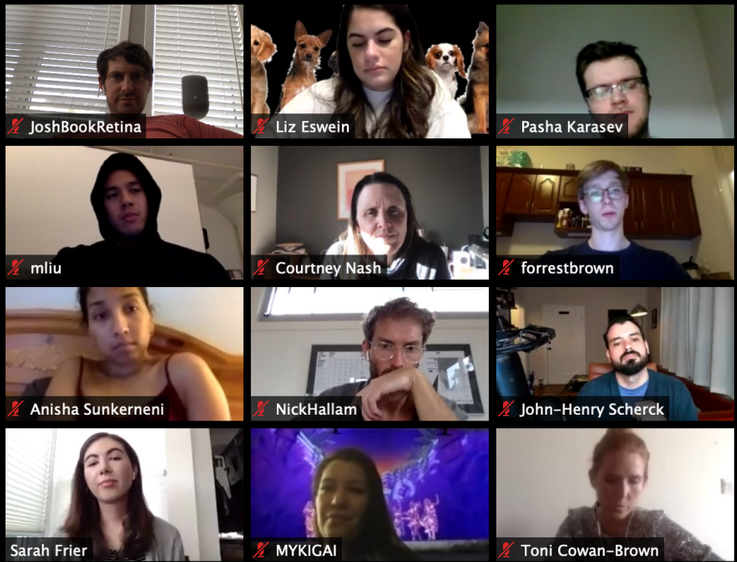 JoshBookRetina
Liz Eswein
Pasha Karasev
mliu
Courtney Nash
forrestbrown
Anisha Sunkerneni
NickHallam
John-Henry Scherck
Sarah Frier
MYKIGAI
Toni Cowan-Brown